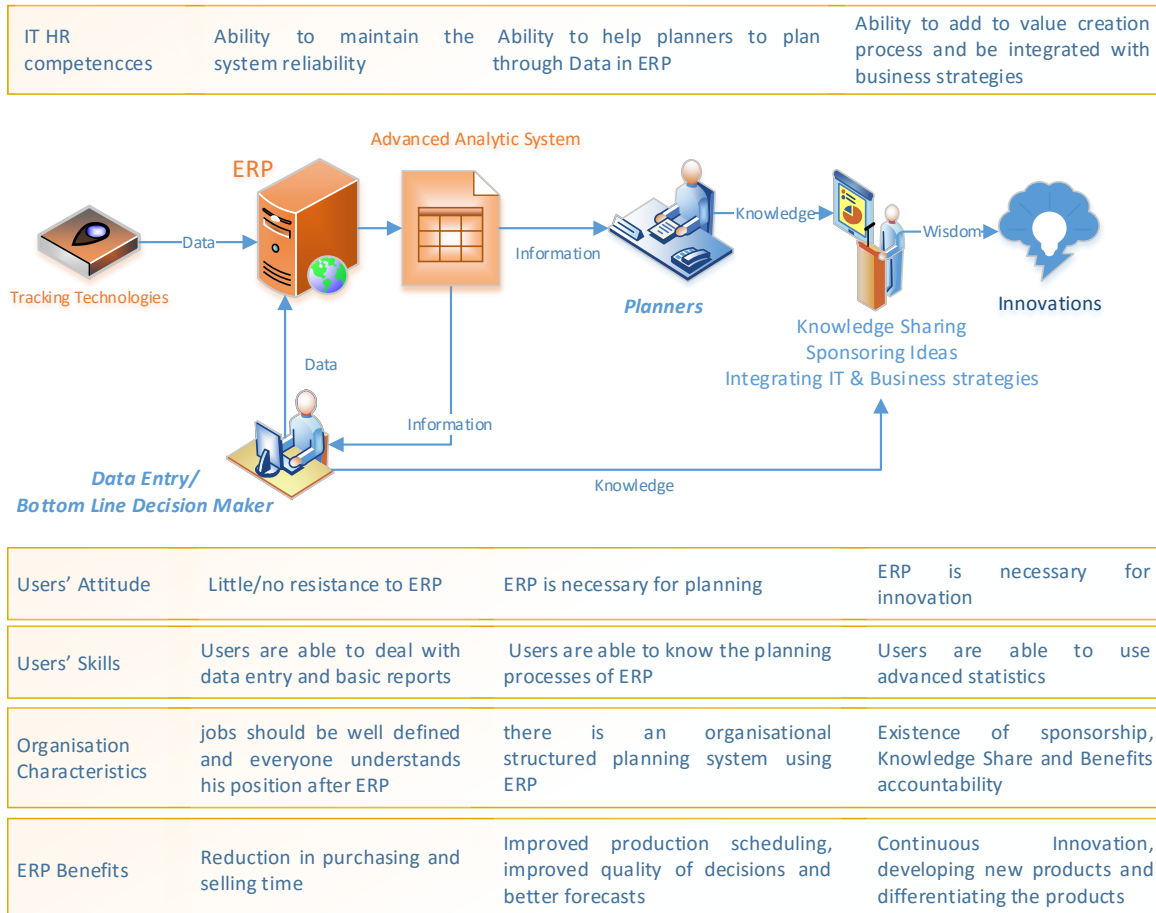 IT HR
competencces
Ability to maintain the
system reliability
Ability to help planners to plan
through Data in ERP
Ability to add to value creation
process and be integrated with
business strategies
Advanced Analytic System
ERP
Data
Tracking Technologies
Information
Planners
Knowledge
Wisdom
Innovations
Knowledge Sharing
Sponsoring Ideas
Integrating IT & Business strategies
Data
Information
Data Entry/
Bottom Line Decision Maker
Knowledge
Users' Attitude
Little/no resistance to ERP
ERP is necessary for planning
ERP is necessary for
innovation
Users' Skills
Users are able to deal with
data entry and basic reports
Users are able to know the planning
processes of ERP
Users are able to use
advanced statistics
Organisation
Characteristics
jobs should be well defined
and everyone understands
his position after ERP
there is an organisational
structured planning system using
ERP
Existence of sponsorship,
Knowledge Share and Benefits
accountability
ERP Benefits
Reduction in purchasing and
selling time
Improved production scheduling,
improved quality of decisions and
better forecasts
Continuous Innovation,
developing new products and
differentiating the products